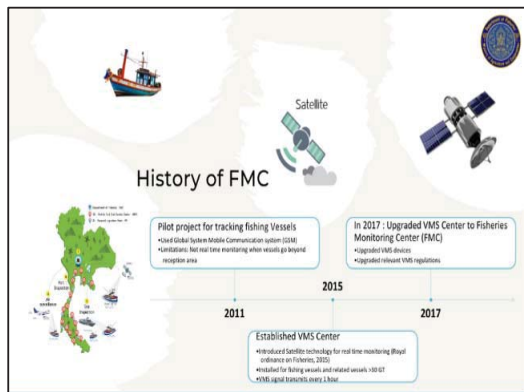 Satellite
History of FMC
Pilot project for tracking fishing Vessels
•Used Global System Mobile Communication system (GSM)
•Limitations: Not real time monitoring when vessels go beyond
reception area
In 2017 : Upgraded VMS Center to Fisheries
Monitoring Center (FMC)
•Upgraded VMS devices
•Upgraded relevant VMS regulations
2011
2015
2017
Established VMS Center
•Introduced Satellite technology for real time monitoring (Royal
ordinance on Fisheries, 2015)
•Installed for fishing vessels and related vessels >30 GT
•VMS signal transmits every 1 hour